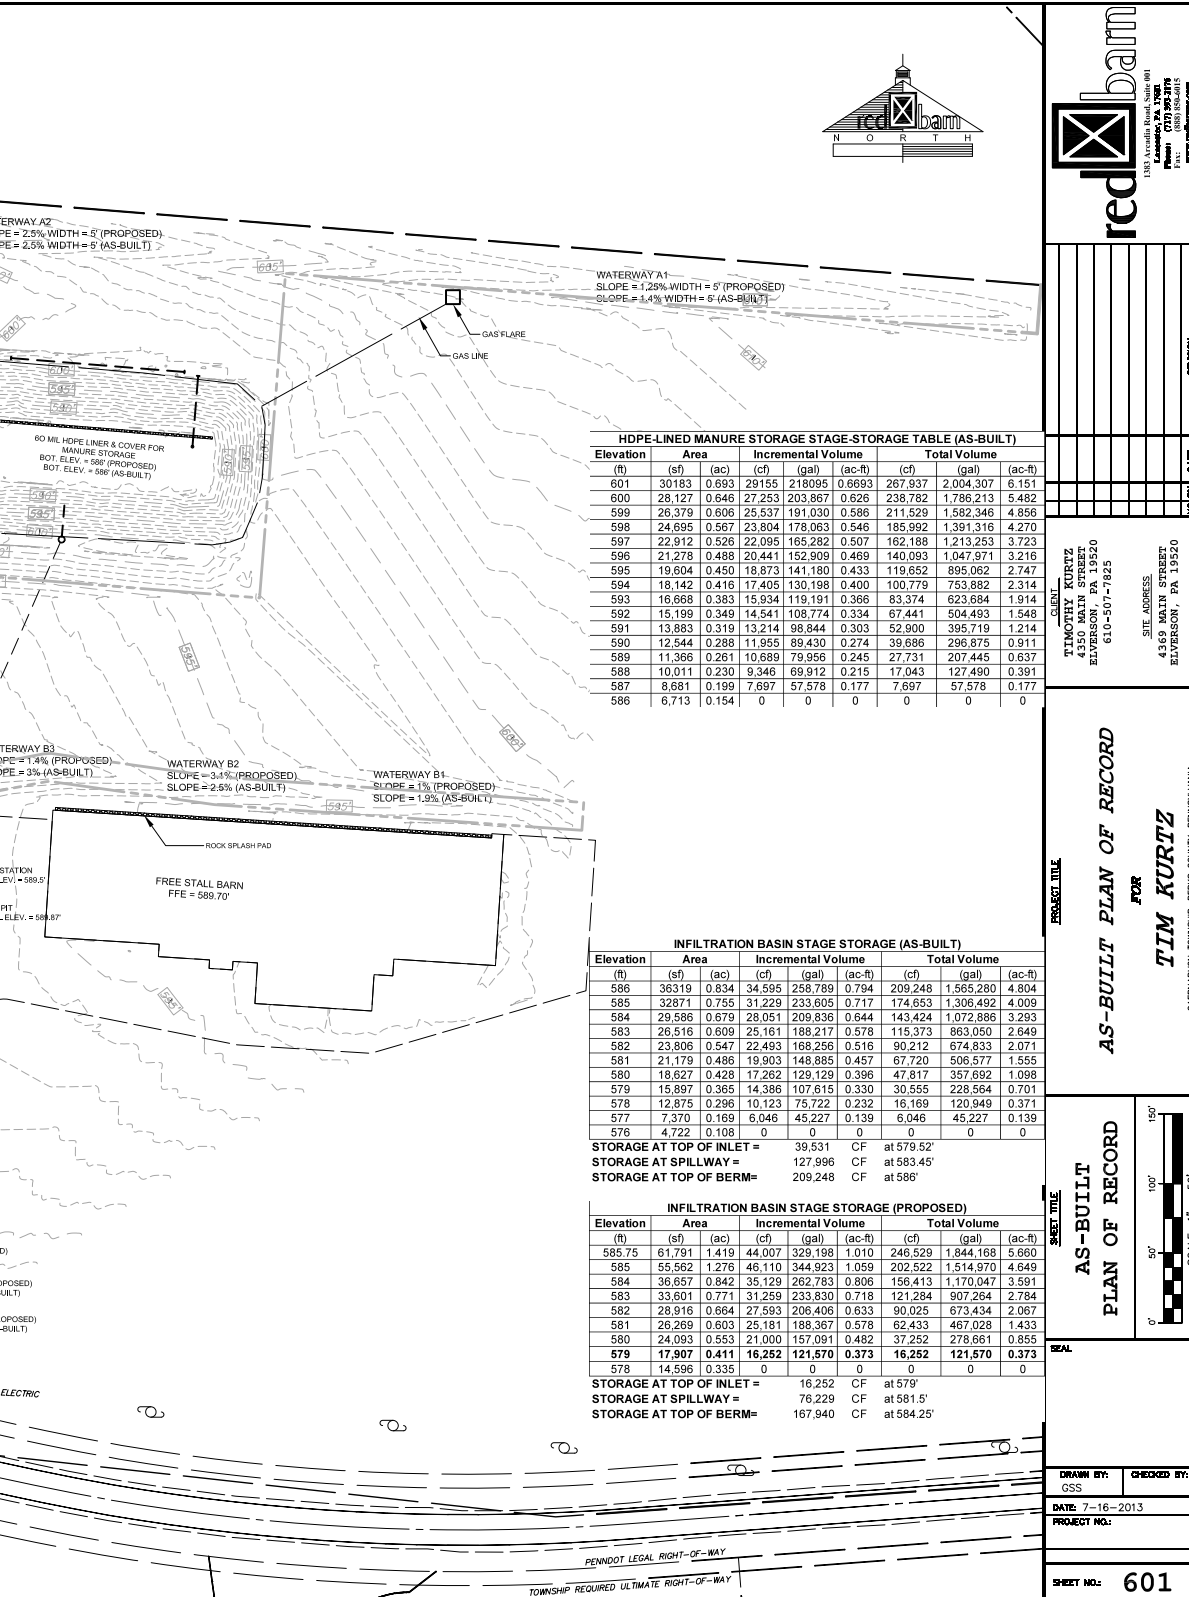 red barn
N O R T H
WATERWAY A2
SLOPE = 2.5% WIDTH = 5' (PROPOSED)
SLOPE = 2.5% WIDTH = 5' (AS-BUILT)
605'
WATERWAY A1
SLOPE = 1.25% WIDTH = 5' (PROPOSED)
SLOPE = 1.4% WIDTH = 5' (AS-BUILT)
GAS FLARE
GAS LINE
600'
595'
590'
60 MIL HDPE LINER & COVER FOR
MANURE STORAGE
BOT. ELEV. = 586' (PROPOSED)
BOT. ELEV. = 586' (AS-BUILT)
590'
595'
600'
595'
600'
HDPE-LINED MANURE STORAGE STAGE-STORAGE TABLE (AS-BUILT)
Elevation Area Incremental Volume Total Volume
(ft) (sf) (ac) (cf) (gal) (ac-ft) (cf) (gal) (ac-ft)
601 30183 0.693 29155 218095 0.6693 267,937 2,004,307 6.151
600 28,127 0.646 27,253 203,867 0.626 238,782 1,786,213 5.482
599 26,379 0.606 25,537 191,030 0.586 211,529 1,582,346 4.856
598 24,695 0.567 23,804 178,063 0.546 185,992 1,391,316 4.270
597 22,912 0.526 22,095 165,282 0.507 162,188 1,213,253 3.723
596 21,278 0.488 20,441 152,909 0.469 140,093 1,047,971 3.216
595 19,604 0.450 18,873 141,180 0.433 119,652 895,062 2.747
594 18,142 0.416 17,405 130,198 0.400 100,779 753,882 2.314
593 16,668 0.383 15,934 119,191 0.366 83,374 623,684 1.914
592 15,199 0.349 14,541 108,774 0.334 67,441 504,493 1.548
591 13,883 0.319 13,214 98,844 0.303 52,900 395,719 1.214
590 12,544 0.288 11,955 89,430 0.274 39,686 296,875 0.911
589 11,366 0.261 10,689 79,956 0.245 27,731 207,445 0.637
588 10,011 0.230 9,346 69,912 0.215 17,043 127,490 0.391
587 8,681 0.199 7,697 57,578 0.177 7,697 57,578 0.177
586 6,713 0.154 0 0 0 0 0 0
TERWAY B3
OPE = 1.4% (PROPOSED)
OPE = 3% (AS-BUILT)
WATERWAY B2
SLOPE = 3.1% (PROPOSED)
SLOPE = 2.5% (AS-BUILT)
WATERWAY B1
SLOPE = 1% (PROPOSED)
SLOPE = 1.9% (AS-BUILT)
595'
ROCK SPLASH PAD
FREE STALL BARN
FFE = 589.70'
STATION
LEV. = 589.5'
PIT
L ELEV. = 588.87'
595'
INFILTRATION BASIN STAGE STORAGE (AS-BUILT)
Elevation Area Incremental Volume Total Volume
(ft) (sf) (ac) (cf) (gal) (ac-ft) (cf) (gal) (ac-ft)
586 36319 0.834 34,595 258,789 0.794 209,248 1,565,280 4.804
585 32871 0.755 31,229 233,605 0.717 174,653 1,306,492 4.009
584 29,586 0.679 28,051 209,836 0.644 143,424 1,072,886 3.293
583 26,516 0.609 25,161 188,217 0.578 115,373 863,050 2.649
582 23,806 0.547 22,493 168,256 0.516 90,212 674,833 2.071
581 21,179 0.486 19,903 148,885 0.457 67,720 506,577 1.555
580 18,627 0.428 17,262 129,129 0.396 47,817 357,692 1.098
579 15,897 0.365 14,386 107,615 0.330 30,555 228,564 0.701
578 12,875 0.296 10,123 75,722 0.232 16,169 120,949 0.371
577 7,370 0.169 6,046 45,227 0.139 6,046 45,227 0.139
576 4,722 0.108 0 0 0 0 0 0
STORAGE AT TOP OF INLET = 39,531 CF at 579.52'
STORAGE AT SPILLWAY = 127,996 CF at 583.45'
STORAGE AT TOP OF BERM= 209,248 CF at 586'
INFILTRATION BASIN STAGE STORAGE (PROPOSED)
Elevation Area Incremental Volume Total Volume
(ft) (sf) (ac) (cf) (gal) (ac-ft) (cf) (gal) (ac-ft)
585.75 61,791 1.419 44,007 329,198 1.010 246,529 1,844,168 5.660
585 55,562 1.276 46,110 344,923 1.059 202,522 1,514,970 4.649
584 36,657 0.842 35,129 262,783 0.806 156,413 1,170,047 3.591
583 33,601 0.771 31,259 233,830 0.718 121,284 907,264 2.784
582 28,916 0.664 27,593 206,406 0.633 90,025 673,434 2.067
581 26,269 0.603 25,181 188,367 0.578 62,433 467,028 1.433
580 24,093 0.553 21,000 157,091 0.482 37,252 278,661 0.855
579 17,907 0.411 16,252 121,570 0.373 16,252 121,570 0.373
578 14,596 0.335 0 0 0 0 0 0
STORAGE AT TOP OF INLET = 16,252 CF at 579'
STORAGE AT SPILLWAY = 76,229 CF at 581.5'
STORAGE AT TOP OF BERM= 167,940 CF at 584.25'
OPOSED)
UILT)
OPOSED)
-BUILT)
ELECTRIC
PENNDOT LEGAL RIGHT-OF-WAY
TOWNSHIP REQUIRED ULTIMATE RIGHT-OF-WAY
red barn
1383 Arcadia Road, Suite 001
Lancaster, PA 17601
Phone: (717) 393-2176
Fax: (888) 850-6015
CLIENT
TIMOTHY KURTZ
4350 MAIN STREET
ELVERSON, PA 19520
610-507-7825
SITE ADDRESS
4369 MAIN STREET
ELVERSON, PA 19520
PROJECT TITLE
AS-BUILT PLAN OF RECORD
FOR
TIM KURTZ
SHEET TITLE
AS-BUILT
PLAN OF RECORD
0' 50' 100' 150'
SEAL
DRAWN BY: CHECKED BY:
GSS
DATE: 7-16-2013
PROJECT NO.:
SHEET NO.: 601